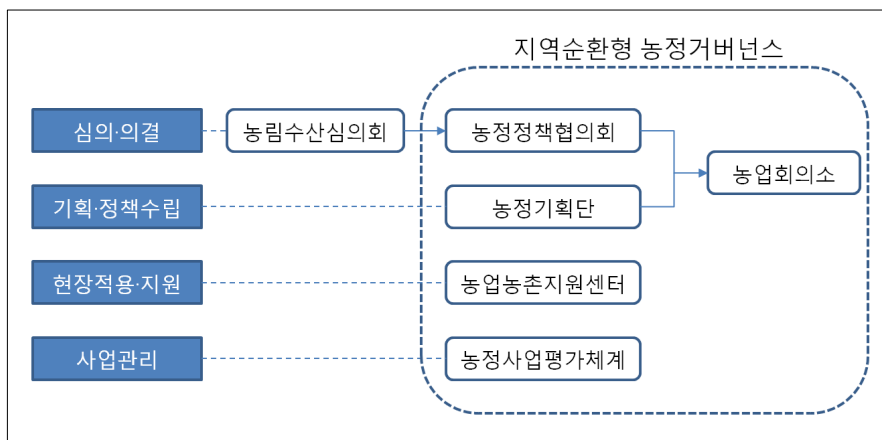 지역순환형 농정거버넌스
심의·의결
농림수산심의회
농정정책협의회
농업회의소
기획·정책수립
농정기획단
현장적용·지원
농업농촌지원센터
사업관리
농정사업평가체계